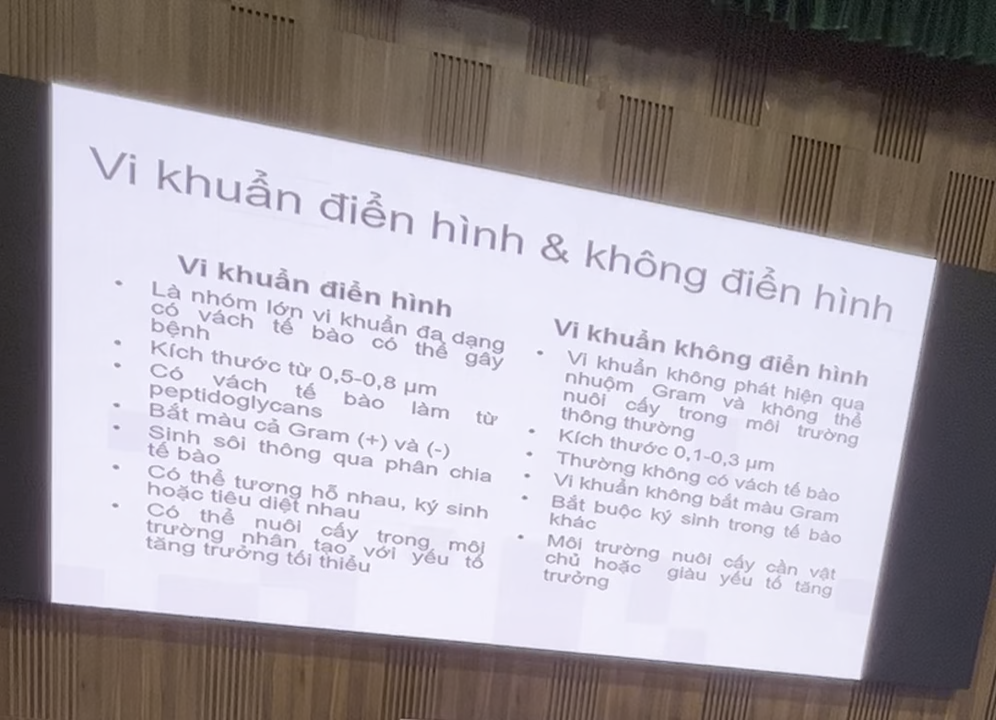 Vi khuẩn điển hình & không điển hình
Vi khuẩn điển hình
• Là nhóm lớn vi khuẩn đa dạng
có vách tế bào có thể gây
bệnh
• Kích thước từ 0,5-0,8 µm
• Có vách tế bào làm từ
peptidoglycans
• Bắt màu cả Gram (+) và (-)
• Sinh sôi thông qua phân chia
tế bào
• Có thể tương hỗ nhau, ký sinh
hoặc tiêu diệt nhau
• Có thể nuôi cấy trong môi
trường nhân tạo với yếu tố
tăng trưởng tối thiểu
Vi khuẩn không điển hình
• Vi khuẩn không phát hiện qua
nhuộm Gram và không thể
nuôi cấy trong môi trường
thông thường
• Kích thước 0,1-0,3 µm
• Thường không có vách tế bào
• Vi khuẩn không bắt màu Gram
• Bắt buộc ký sinh trong tế bào
khác
• Môi trường nuôi cấy cần vật
chủ hoặc giàu yếu tố tăng
trưởng